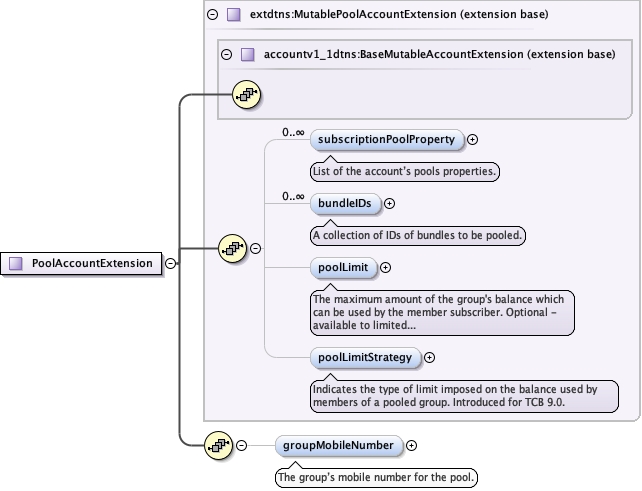 extdtns:MutablePoolAccountExtension (extension base)
accountv1_1dtns:BaseMutableAccountExtension (extension base)
0..∞
subscriptionPoolProperty
List of the account's pools properties.
0..∞
bundleIDs
A collection of IDs of bundles to be pooled.
PoolAccountExtension
poolLimit
The maximum amount of the group's balance which
can be used by the member subscriber. Optional -
available to limited...
poolLimitStrategy
Indicates the type of limit imposed on the balance used by
members of a pooled group. Introduced for TCB 9.0.
groupMobileNumber
The group's mobile number for the pool.